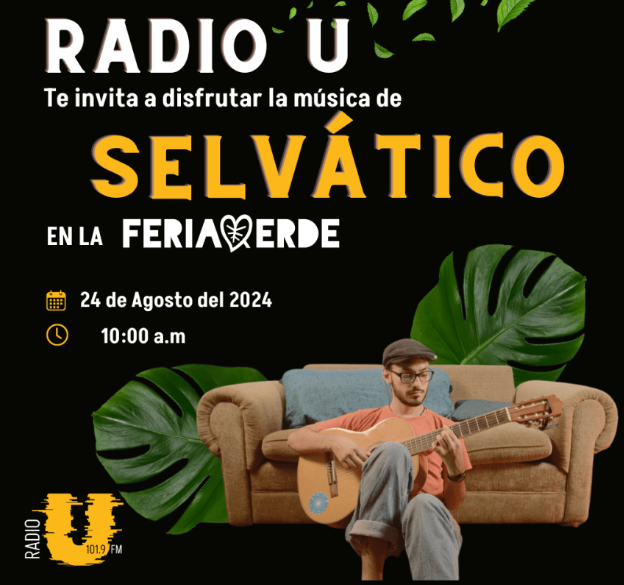 RADIO U
Te invita a disfrutar la música de
SELVÁTICO
EN LA FERIAVERDE
24 de Agosto del 2024
10:00 a.m
RADIO U 101.9 FM